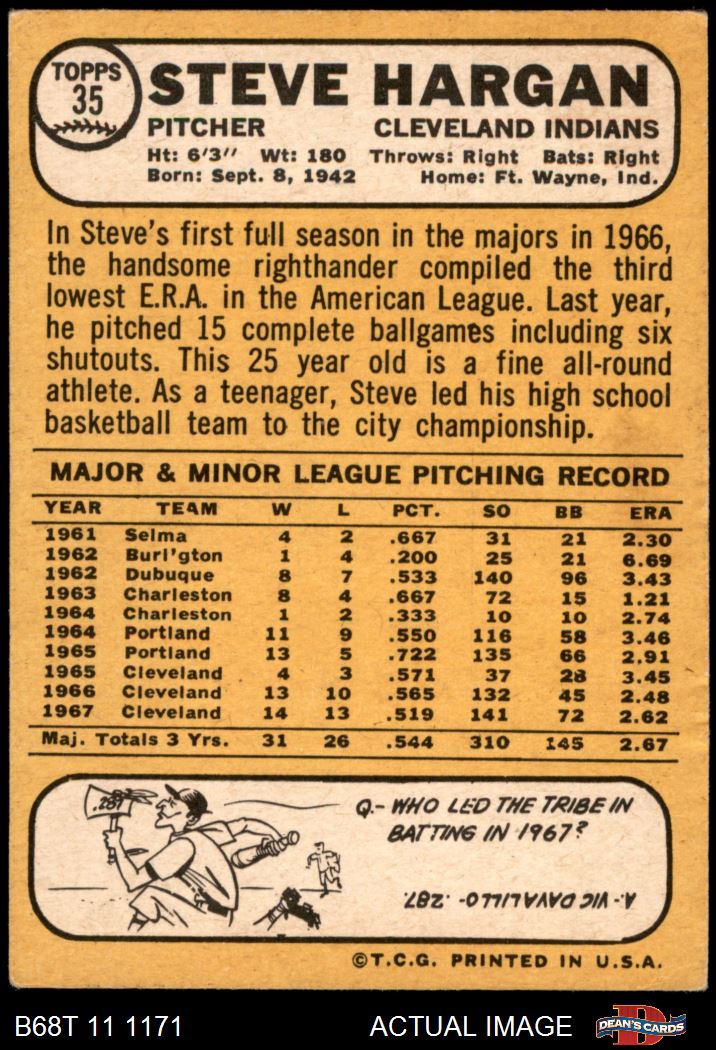 TOPPS
35
STEVE HARGAN
PITCHER CLEVELAND INDIANS
Ht: 6'3" Wt: 180 Throws: Right Bats: Right
Born: Sept. 8, 1942 Home: Ft. Wayne, Ind.
In Steve's first full season in the majors in 1966,
the handsome righthander compiled the third
lowest E.R.A. in the American League. Last year,
he pitched 15 complete ballgames including six
shutouts. This 25 year old is a fine all-round
athlete. As a teenager, Steve led his high school
basketball team to the city championship.
MAJOR & MINOR LEAGUE PITCHING RECORD
YEAR TEAM W L PCT. SO BB ERA
1961 Selma 4 2 .667 31 21 2.30
1962 Burl'gton 1 4 .200 25 21 6.69
1962 Dubuque 8 7 .533 140 96 3.43
1963 Charleston 8 4 .667 72 15 1.21
1964 Charleston 1 2 .333 10 10 2.74
1964 Portland 11 9 .550 116 58 3.46
1965 Portland 13 5 .722 135 66 2.91
1965 Cleveland 4 3 .571 37 28 3.45
1966 Cleveland 13 10 .565 132 45 2.48
1967 Cleveland 14 13 .519 141 72 2.62
Maj. Totals 3 Yrs. 31 26 .544 310 145 2.67
.287
Q.- WHO LED THE TRIBE IN
BATTING IN 1967?
A.- VIC DAVALILLO- .287.
©T.C.G. PRINTED IN U.S.A.
B68T 11 1171 ACTUAL IMAGE DEAN'S CARDS